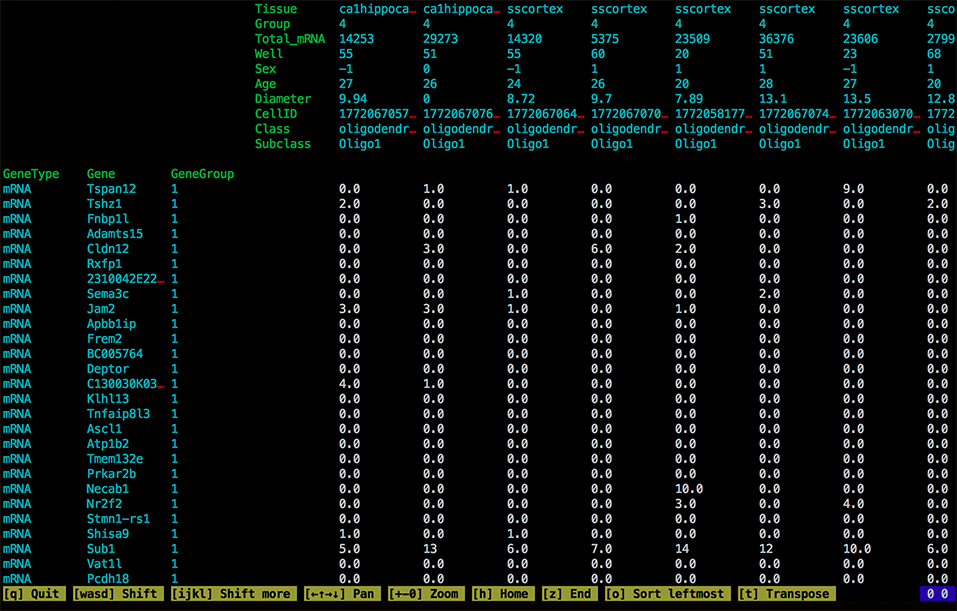 Tissue ca1hippoca… ca1hippoca… sscortex sscortex sscortex sscortex sscortex ssco
Group 4 4 4 4 4 4 4 4
Total_mRNA 14253 29273 14320 5375 23509 36376 23606 2799
Well 55 51 55 60 20 51 23 68
Sex -1 0 -1 1 1 1 -1 1
Age 27 26 24 26 20 28 27 20
Diameter 9.94 0 8.72 9.7 7.89 13.1 13.5 12.8
CellID 1772067057… 1772067076… 1772067064… 1772067070… 1772058177… 1772067074… 1772063070… 1772
Class oligodendr… oligodendr… oligodendr… oligodendr… oligodendr… oligodendr… oligodendr… olig
Subclass Oligo1 Oligo1 Oligo1 Oligo1 Oligo1 Oligo1 Oligo1 Olig
GeneType Gene GeneGroup
mRNA Tspan12 1 0.0 1.0 1.0 0.0 0.0 0.0 9.0 0.0
mRNA Tshz1 1 2.0 0.0 0.0 0.0 0.0 3.0 0.0 2.0
mRNA Fnbp1l 1 0.0 0.0 0.0 0.0 1.0 0.0 0.0 0.0
mRNA Adamts15 1 0.0 0.0 0.0 0.0 0.0 0.0 0.0 0.0
mRNA Cldn12 1 0.0 3.0 0.0 6.0 2.0 0.0 0.0 0.0
mRNA Rxfp1 1 0.0 0.0 0.0 0.0 0.0 0.0 0.0 0.0
mRNA 2310042E22… 1 0.0 0.0 0.0 0.0 0.0 0.0 0.0 0.0
mRNA Sema3c 1 0.0 0.0 1.0 0.0 0.0 2.0 0.0 0.0
mRNA Jam2 1 3.0 3.0 1.0 0.0 1.0 0.0 0.0 0.0
mRNA Apbb1ip 1 0.0 0.0 0.0 0.0 0.0 0.0 0.0 0.0
mRNA Frem2 1 0.0 0.0 0.0 0.0 0.0 0.0 0.0 0.0
mRNA BC005764 1 0.0 0.0 0.0 0.0 0.0 0.0 0.0 0.0
mRNA Deptor 1 0.0 0.0 0.0 0.0 0.0 0.0 0.0 0.0
mRNA C130030K03… 1 4.0 1.0 0.0 0.0 0.0 0.0 0.0 0.0
mRNA Klhl13 1 0.0 0.0 0.0 0.0 0.0 0.0 0.0 0.0
mRNA Tnfaip8l3 1 0.0 0.0 0.0 0.0 0.0 0.0 0.0 0.0
mRNA Ascl1 1 0.0 0.0 0.0 0.0 0.0 0.0 0.0 0.0
mRNA Atp1b2 1 0.0 0.0 0.0 0.0 0.0 0.0 0.0 0.0
mRNA Tmem132e 1 0.0 0.0 0.0 0.0 0.0 0.0 0.0 0.0
mRNA Prkar2b 1 0.0 0.0 0.0 0.0 0.0 0.0 0.0 0.0
mRNA Necab1 1 0.0 0.0 0.0 0.0 10.0 0.0 0.0 0.0
mRNA Nr2f2 1 0.0 0.0 0.0 0.0 3.0 0.0 4.0 0.0
mRNA Stmn1-rs1 1 0.0 0.0 0.0 0.0 0.0 0.0 0.0 0.0
mRNA Shisa9 1 1.0 0.0 1.0 0.0 0.0 0.0 0.0 0.0
mRNA Sub1 1 5.0 13 6.0 7.0 14 12 10.0 6.0
mRNA Vat1l 1 0.0 0.0 0.0 0.0 0.0 0.0 0.0 0.0
mRNA Pcdh18 1 0.0 0.0 0.0 0.0 0.0 0.0 0.0 0.0
[q] Quit [wasd] Shift [ijkl] Shift more [←↑→↓] Pan [+-0] Zoom [h] Home [z] End [o] Sort leftmost [t] Transpose 0 0